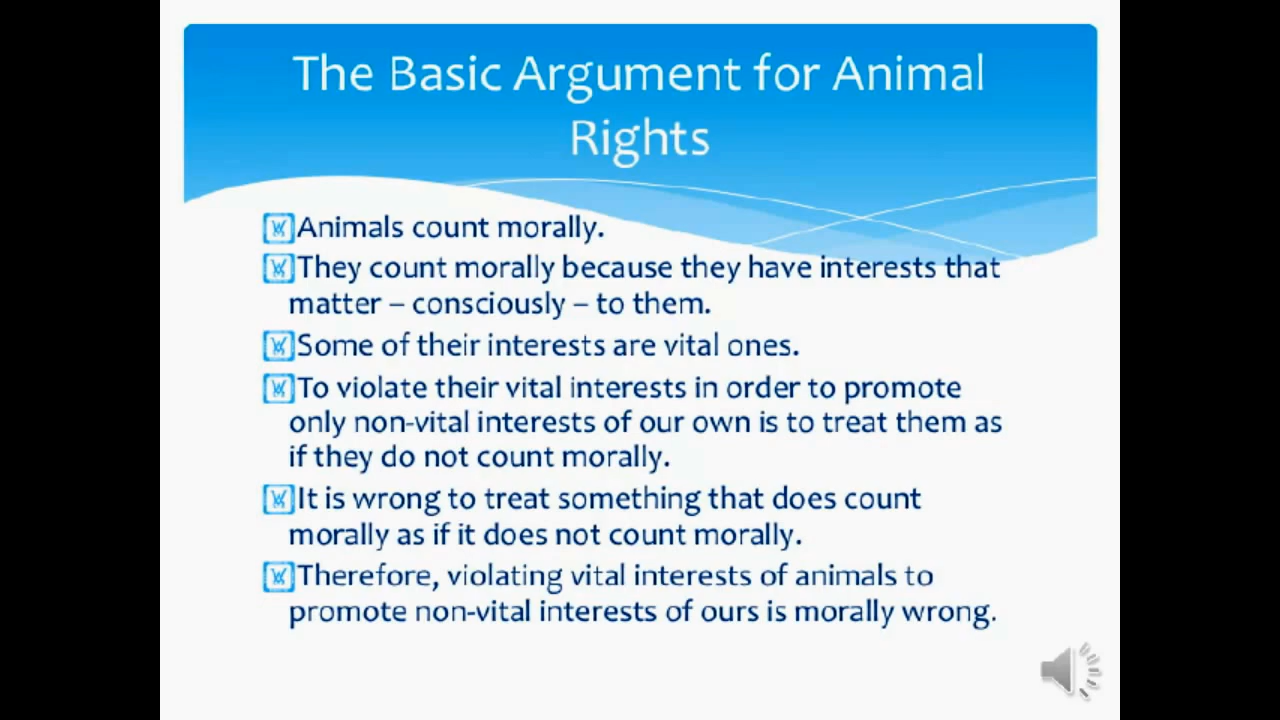 The Basic Argument for Animal
Rights
Animals count morally.
They count morally because they have interests that
matter – consciously – to them.
Some of their interests are vital ones.
To violate their vital interests in order to promote
only non-vital interests of our own is to treat them as
if they do not count morally.
It is wrong to treat something that does count
morally as if it does not count morally.
Therefore, violating vital interests of animals to
promote non-vital interests of ours is morally wrong.